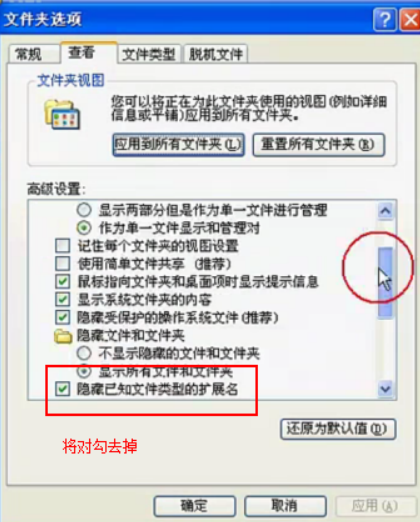 文件夹选项
常规
查看
文件类型
脱机文件
文件夹视图
您可以将正在为此文件夹使用的视图(例如详细
信息或平铺)应用到所有文件夹。
应用到所有文件夹(L)
重置所有文件夹(R)
高级设置:
显示两部分但是作为单一文件进行管理
作为单一文件显示和管理对
记住每个文件夹的视图设置
使用简单文件共享 (推荐)
鼠标指向文件夹和桌面项时显示提示信息
显示系统文件夹的内容
隐藏受保护的操作系统文件(推荐)
隐藏文件和文件夹
不显示隐藏的文件和文件夹
显示所有文件和文件夹
隐藏已知文件类型的扩展名
还原为默认值(D)
将对勾去掉
确定
取消
应用(A)